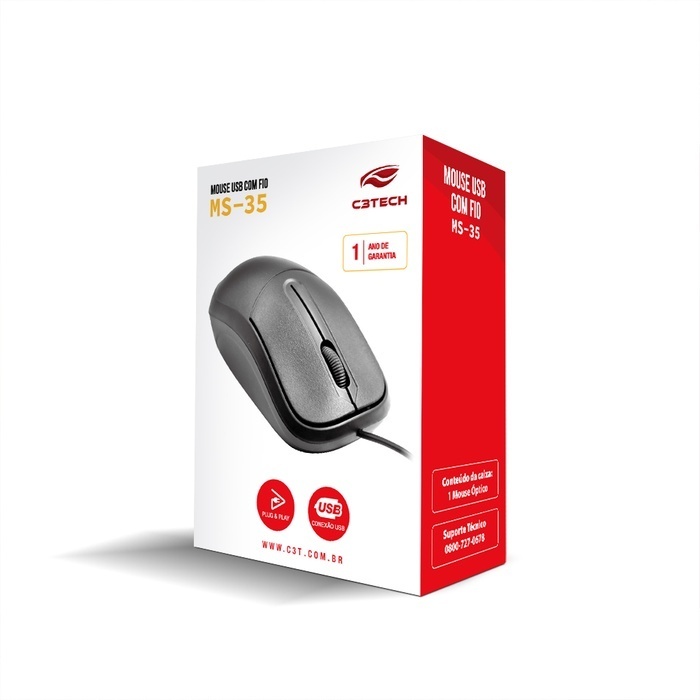 MOUSE USB COM FIO
MS-35
C3TECH
1
ANO DE
GARANTIA
PLUG & PLAY
USB
CONEXÃO USB
WWW.C3T.COM.BR
MOUSE USB
COM FIO
MS-35
Conteúdo da caixa:
1 Mouse Óptico
Suporte Técnico
0800-727-0578